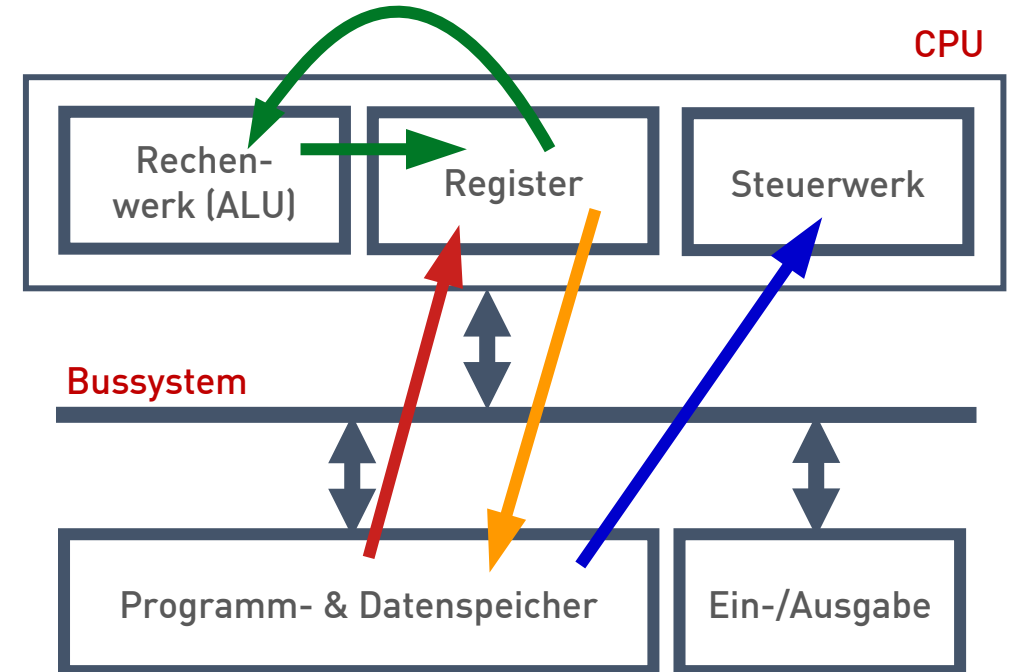 CPU
Rechen-
werk (ALU)
Register
Steuerwerk
Bussystem
Programm- & Datenspeicher
Ein-/Ausgabe